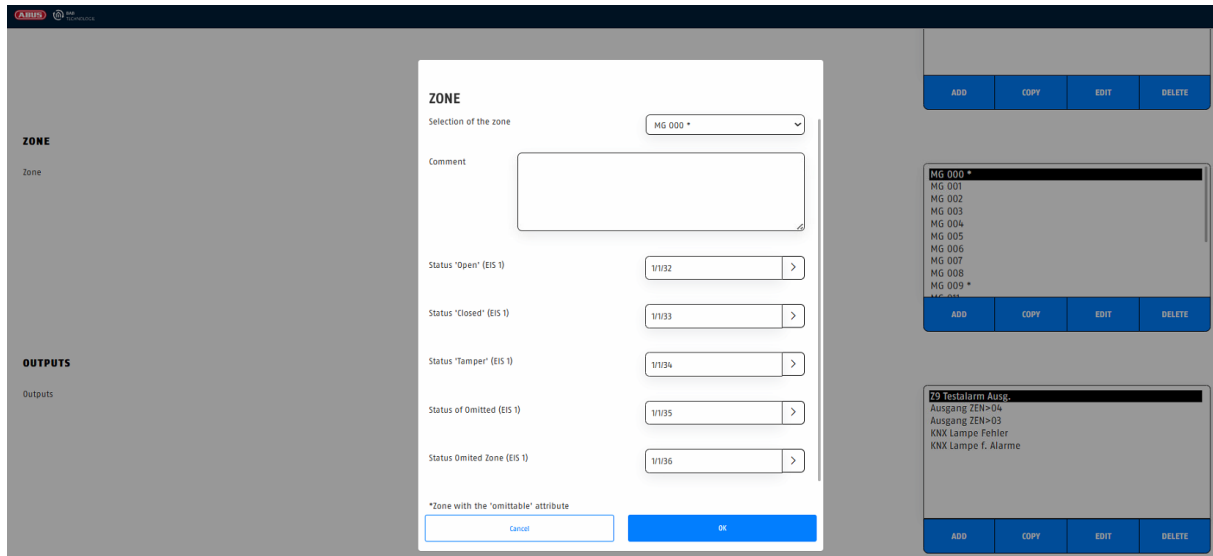 ABUS
TECHNOLOGIE
ADD COPY EDIT DELETE
ZONE
Zone
ZONE
Selection of the zone
MG 000 *
Comment
Status 'Open' (EIS 1)
1/1/32
Status 'Closed' (EIS 1)
1/1/33
Status 'Tamper' (EIS 1)
1/1/34
Status of Omitted (EIS 1)
1/1/35
Status Omited Zone (EIS 1)
1/1/36
*Zone with the 'omittable' attribute
Cancel OK
MG 000 *
MG 001
MG 002
MG 003
MG 004
MG 005
MG 006
MG 007
MG 008
MG 009 *
MG 011
ADD COPY EDIT DELETE
OUTPUTS
Outputs
Z9 Testalarm Ausg.
Ausgang ZEN>04
Ausgang ZEN>03
KNX Lampe Fehler
KNX Lampe f. Alarme
ADD COPY EDIT DELETE